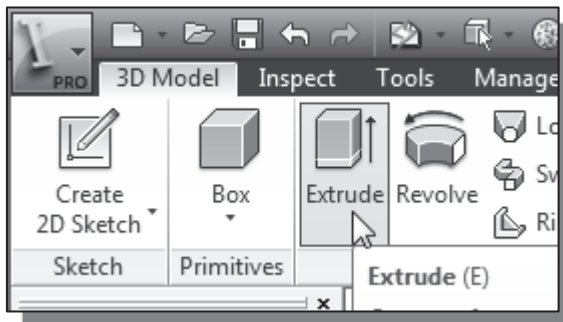 PRO 3D Model Inspect Tools Manage
Create
2D Sketch
Box
Extrude Revolve
Sketch Primitives
Extrude (E)